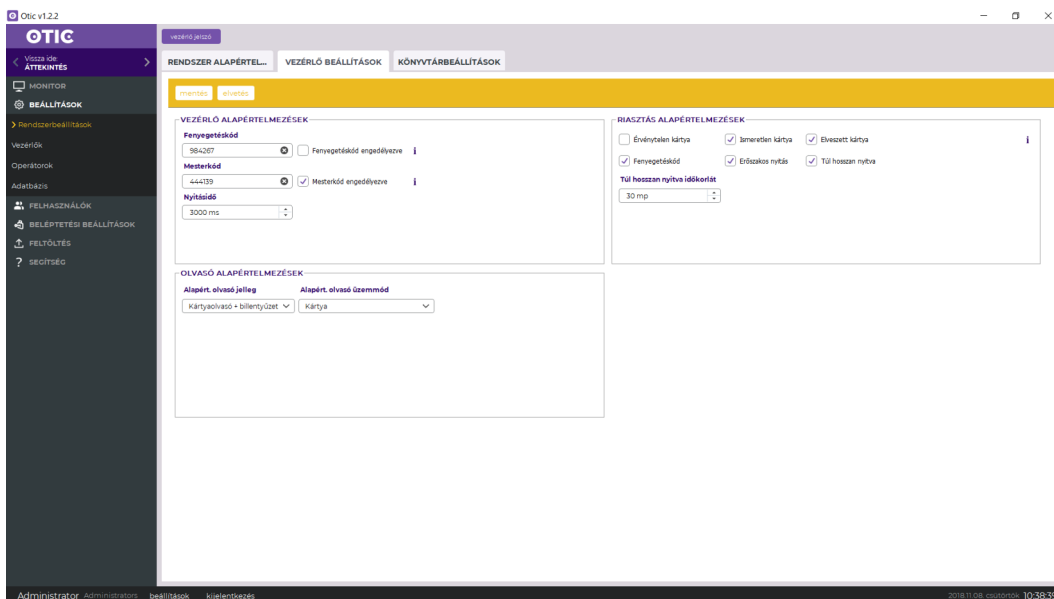 Otic v1.2.2
OTIC
vezérlő jelszó
Vissza ide:
ÁTTEKINTÉS
RENDSZER ALAPÉRTEL...
VEZÉRLŐ BEÁLLÍTÁSOK
KÖNYVTÁRBEÁLLÍTÁSOK
MONITOR
BEÁLLÍTÁSOK
Rendszerbeállítások
Vezérlők
Operátorok
Adatbázis
FELHASZNÁLÓK
BELÉPTETÉSI BEÁLLÍTÁSOK
FELTÖLTÉS
SEGÍTSÉG
mentés elvetés
VEZÉRLŐ ALAPÉRTELMEZÉSEK
Fenyegetéskód
984267 Fenyegetéskód engedélyezve i
Mesterkód
444139 Mesterkód engedélyezve i
Nyitásidő
3000 ms
RIASZTÁS ALAPÉRTELMEZÉSEK
Érvénytelen kártya Ismeretlen kártya Elveszett kártya i
Fenyegetéskód Erőszakos nyitás Túl hosszan nyitva
Túl hosszan nyitva időkorlát
30 mp
OLVASÓ ALAPÉRTELMEZÉSEK
Alapért. olvasó jelleg Alapért. olvasó üzemmód
Kártyaolvasó + billentyűzet Kártya
Administrator Administrators beállítások kijelentkezés 2018.11.08. csütörtök 10:38:39